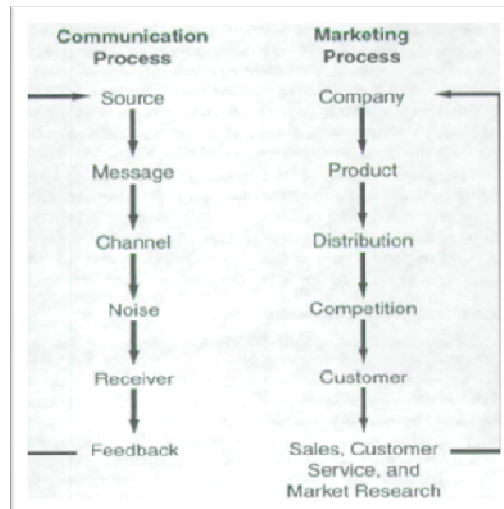 Communication
Process
Source
Message
Channel
Noise
Receiver
Feedback
Marketing
Process
Company
Product
Distribution
Competition
Customer
Sales, Customer
Service, and
Market Research